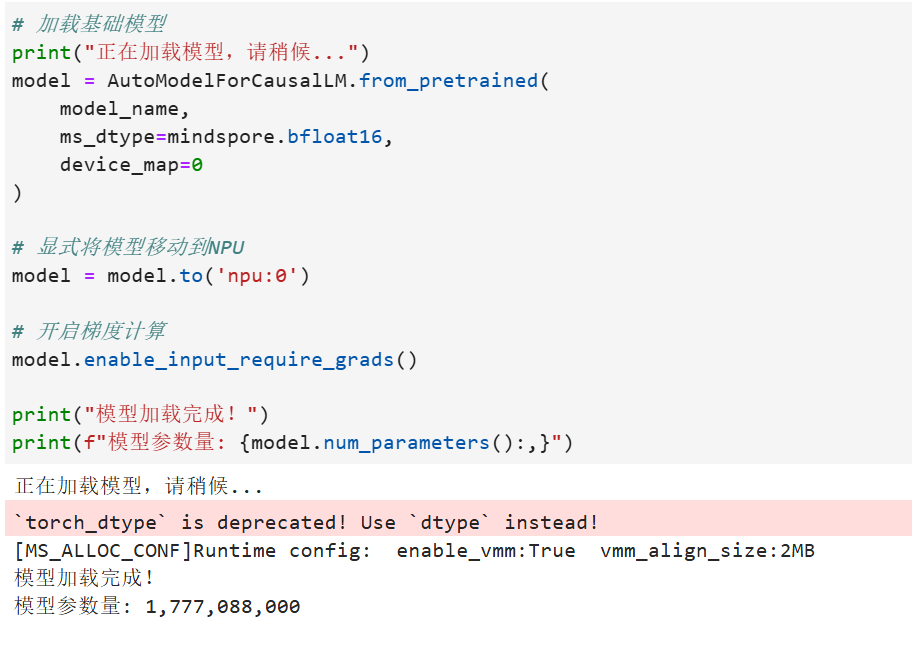 # 加载基础模型
print("正在加载模型，请稍候...")
model = AutoModelForCausalLM.from_pretrained(
    model_name,
    ms_dtype=mindspore.bfloat16,
    device_map=0
)
# 显式将模型移动到NPU
model = model.to('npu:0')
# 开启梯度计算
model.enable_input_require_grads()
print("模型加载完成！")
print(f"模型参数量: {model.num_parameters():,}")
正在加载模型，请稍候...
`torch_dtype` is deprecated! Use `dtype` instead!
[MS_ALLOC_CONF]Runtime config:  enable_vmm:True  vmm_align_size:2MB
模型加载完成！
模型参数量: 1,777,088,000